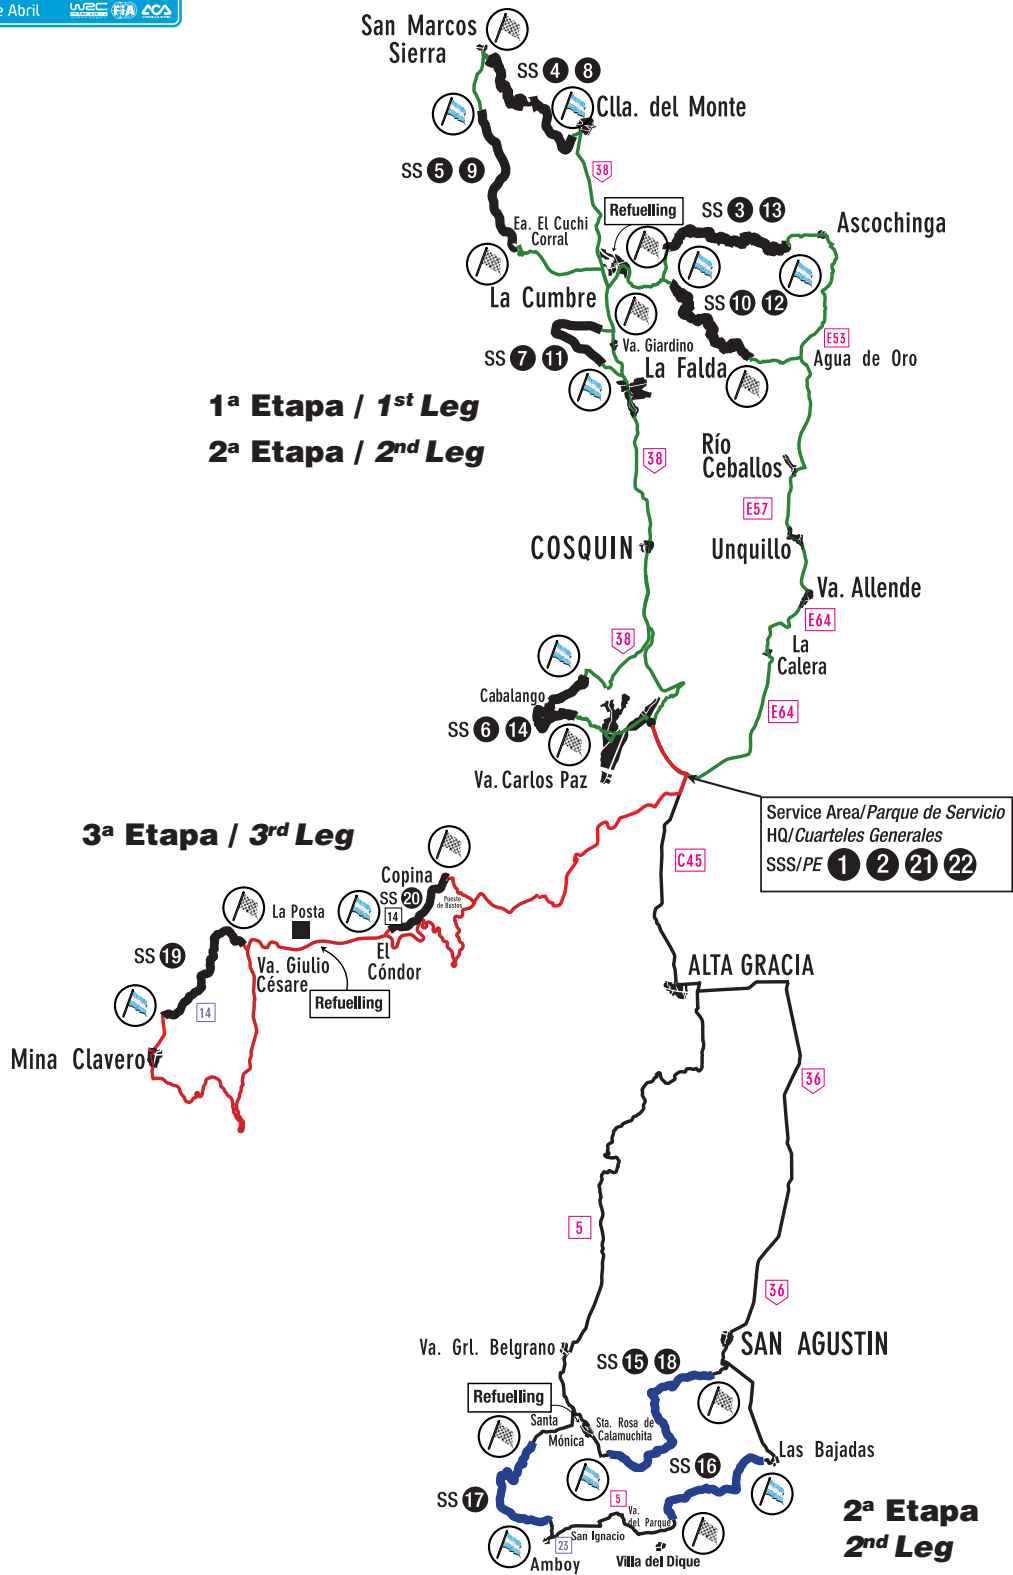 e Abril
WRC FIA ACA
San Marcos
Sierra
SS 4 8
Clla. del Monte
SS 5 9
38
Refuelling
SS 3 13
Ascochinga
Ea. El Cuchi
Corral
La Cumbre
SS 10 12
E53
Va. Giardino
SS 7 11
La Falda
Agua de Oro
1ª Etapa / 1st Leg
2ª Etapa / 2nd Leg
Río
Ceballos
38
E57
COSQUIN
Unquillo
Va. Allende
E64
38
La
Calera
Cabalango
E64
SS 6 14
Va. Carlos Paz
Service Area/Parque de Servicio
HQ/Cuarteles Generales
SSS/PE 1 2 21 22
3ª Etapa / 3rd Leg
C45
Copina
SS 20
Puesto
de Bustos
La Posta
14
SS 19
El
Cóndor
Va. Giulio
Césare
ALTA GRACIA
Refuelling
14
Mina Clavero
36
5
36
Va. Grl. Belgrano
SS 15 18
SAN AGUSTIN
Refuelling
Santa
Mónica
Sta. Rosa de
Calamuchita
Las Bajadas
SS 16
SS 17
5
Va.
del Parque
San Ignacio
23
Amboy
Villa del Dique
2ª Etapa
2nd Leg